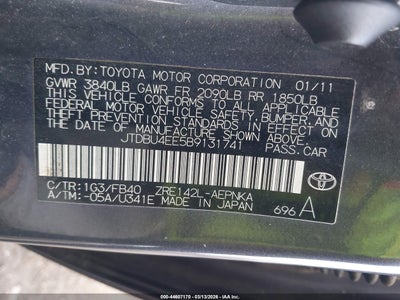 MFD.BY:TOYOTA MOTOR CORPORATION 01/11
GVWR 3840LB GAWR FR 2090LB RR 1850LB
THIS VEHICLE CONFORMS TO ALL APPLICABLE
FEDERAL MOTOR VEHICLE SAFETY, BUMPER, AND
THEFT PREVENTION STANDARDS IN EFFECT ON
THE DATE OF MANUFACTURE SHOWN ABOVE.
JTDBU4EE5B9131741 PASS.CAR
C/TR:1G3/FB40 ZRE142L-AEPNKA
A/TM:-05A/U341E MADE IN JAPAN 696A
TOYOTA
IAA: 44607170 - 03/13/2026 - COPART